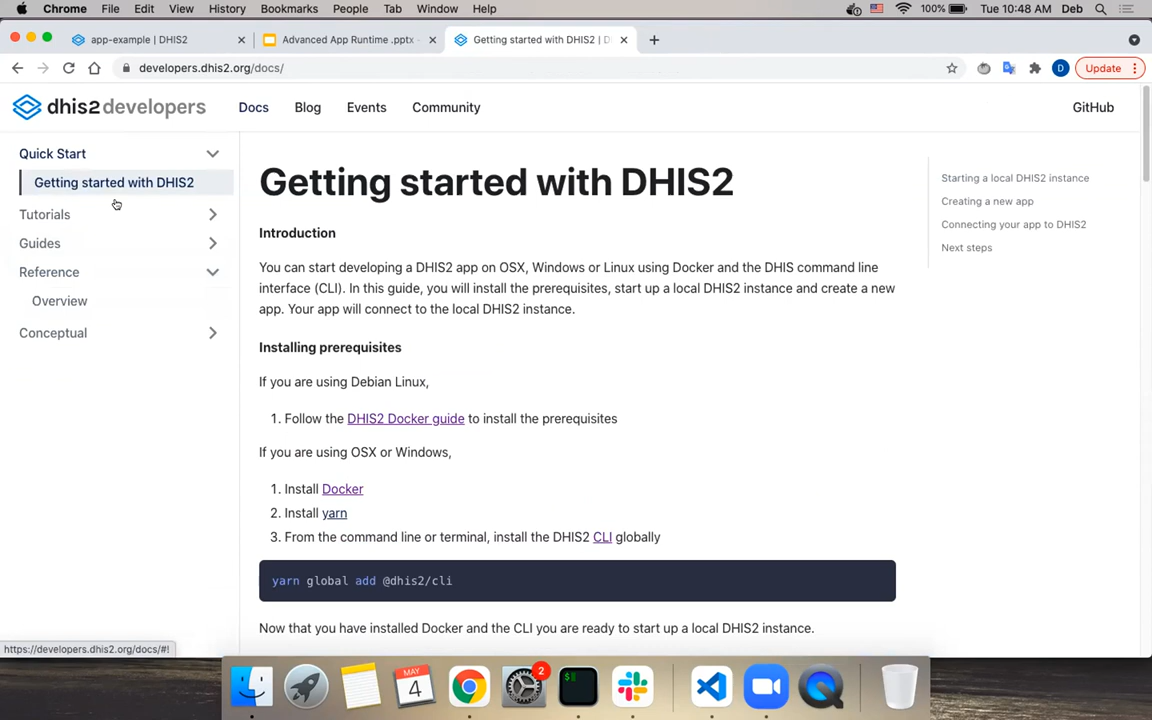 Chrome File Edit View History Bookmarks People Tab Window Help 100% Tue 10:48 AM Deb
app-example | DHIS2
Advanced App Runtime .pptx -
Getting started with DHIS2 | D
developers.dhis2.org/docs/
D
Update
dhis2developers
Docs
Blog
Events
Community
GitHub
Quick Start
Getting started with DHIS2
Tutorials
Guides
Reference
Overview
Conceptual
Getting started with DHIS2
Introduction
You can start developing a DHIS2 app on OSX, Windows or Linux using Docker and the DHIS command line
interface (CLI). In this guide, you will install the prerequisites, start up a local DHIS2 instance and create a new
app. Your app will connect to the local DHIS2 instance.
Installing prerequisites
If you are using Debian Linux,
1. Follow the DHIS2 Docker guide to install the prerequisites
If you are using OSX or Windows,
1. Install Docker
2. Install yarn
3. From the command line or terminal, install the DHIS2 CLI globally
yarn global add @dhis2/cli
Now that you have installed Docker and the CLI you are ready to start up a local DHIS2 instance.
Starting a local DHIS2 instance
Creating a new app
Connecting your app to DHIS2
Next steps
https://developers.dhis2.org/docs/#!
MAY
4
2
$